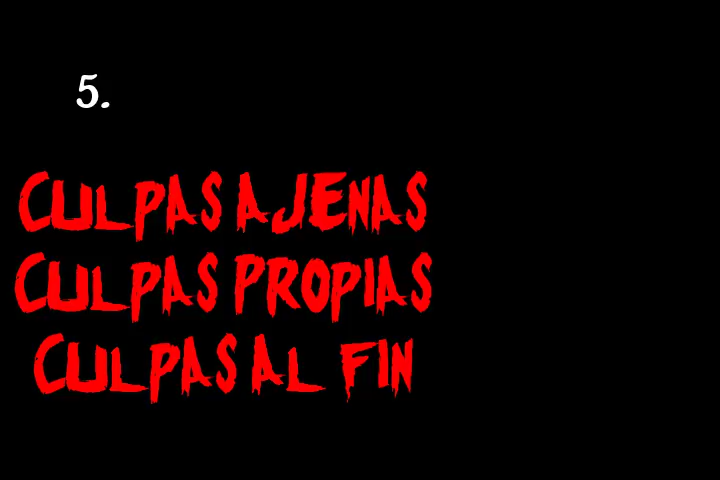 5.
CULPAS AJENAS
CULPAS PROPIAS
CULPAS AL FIN